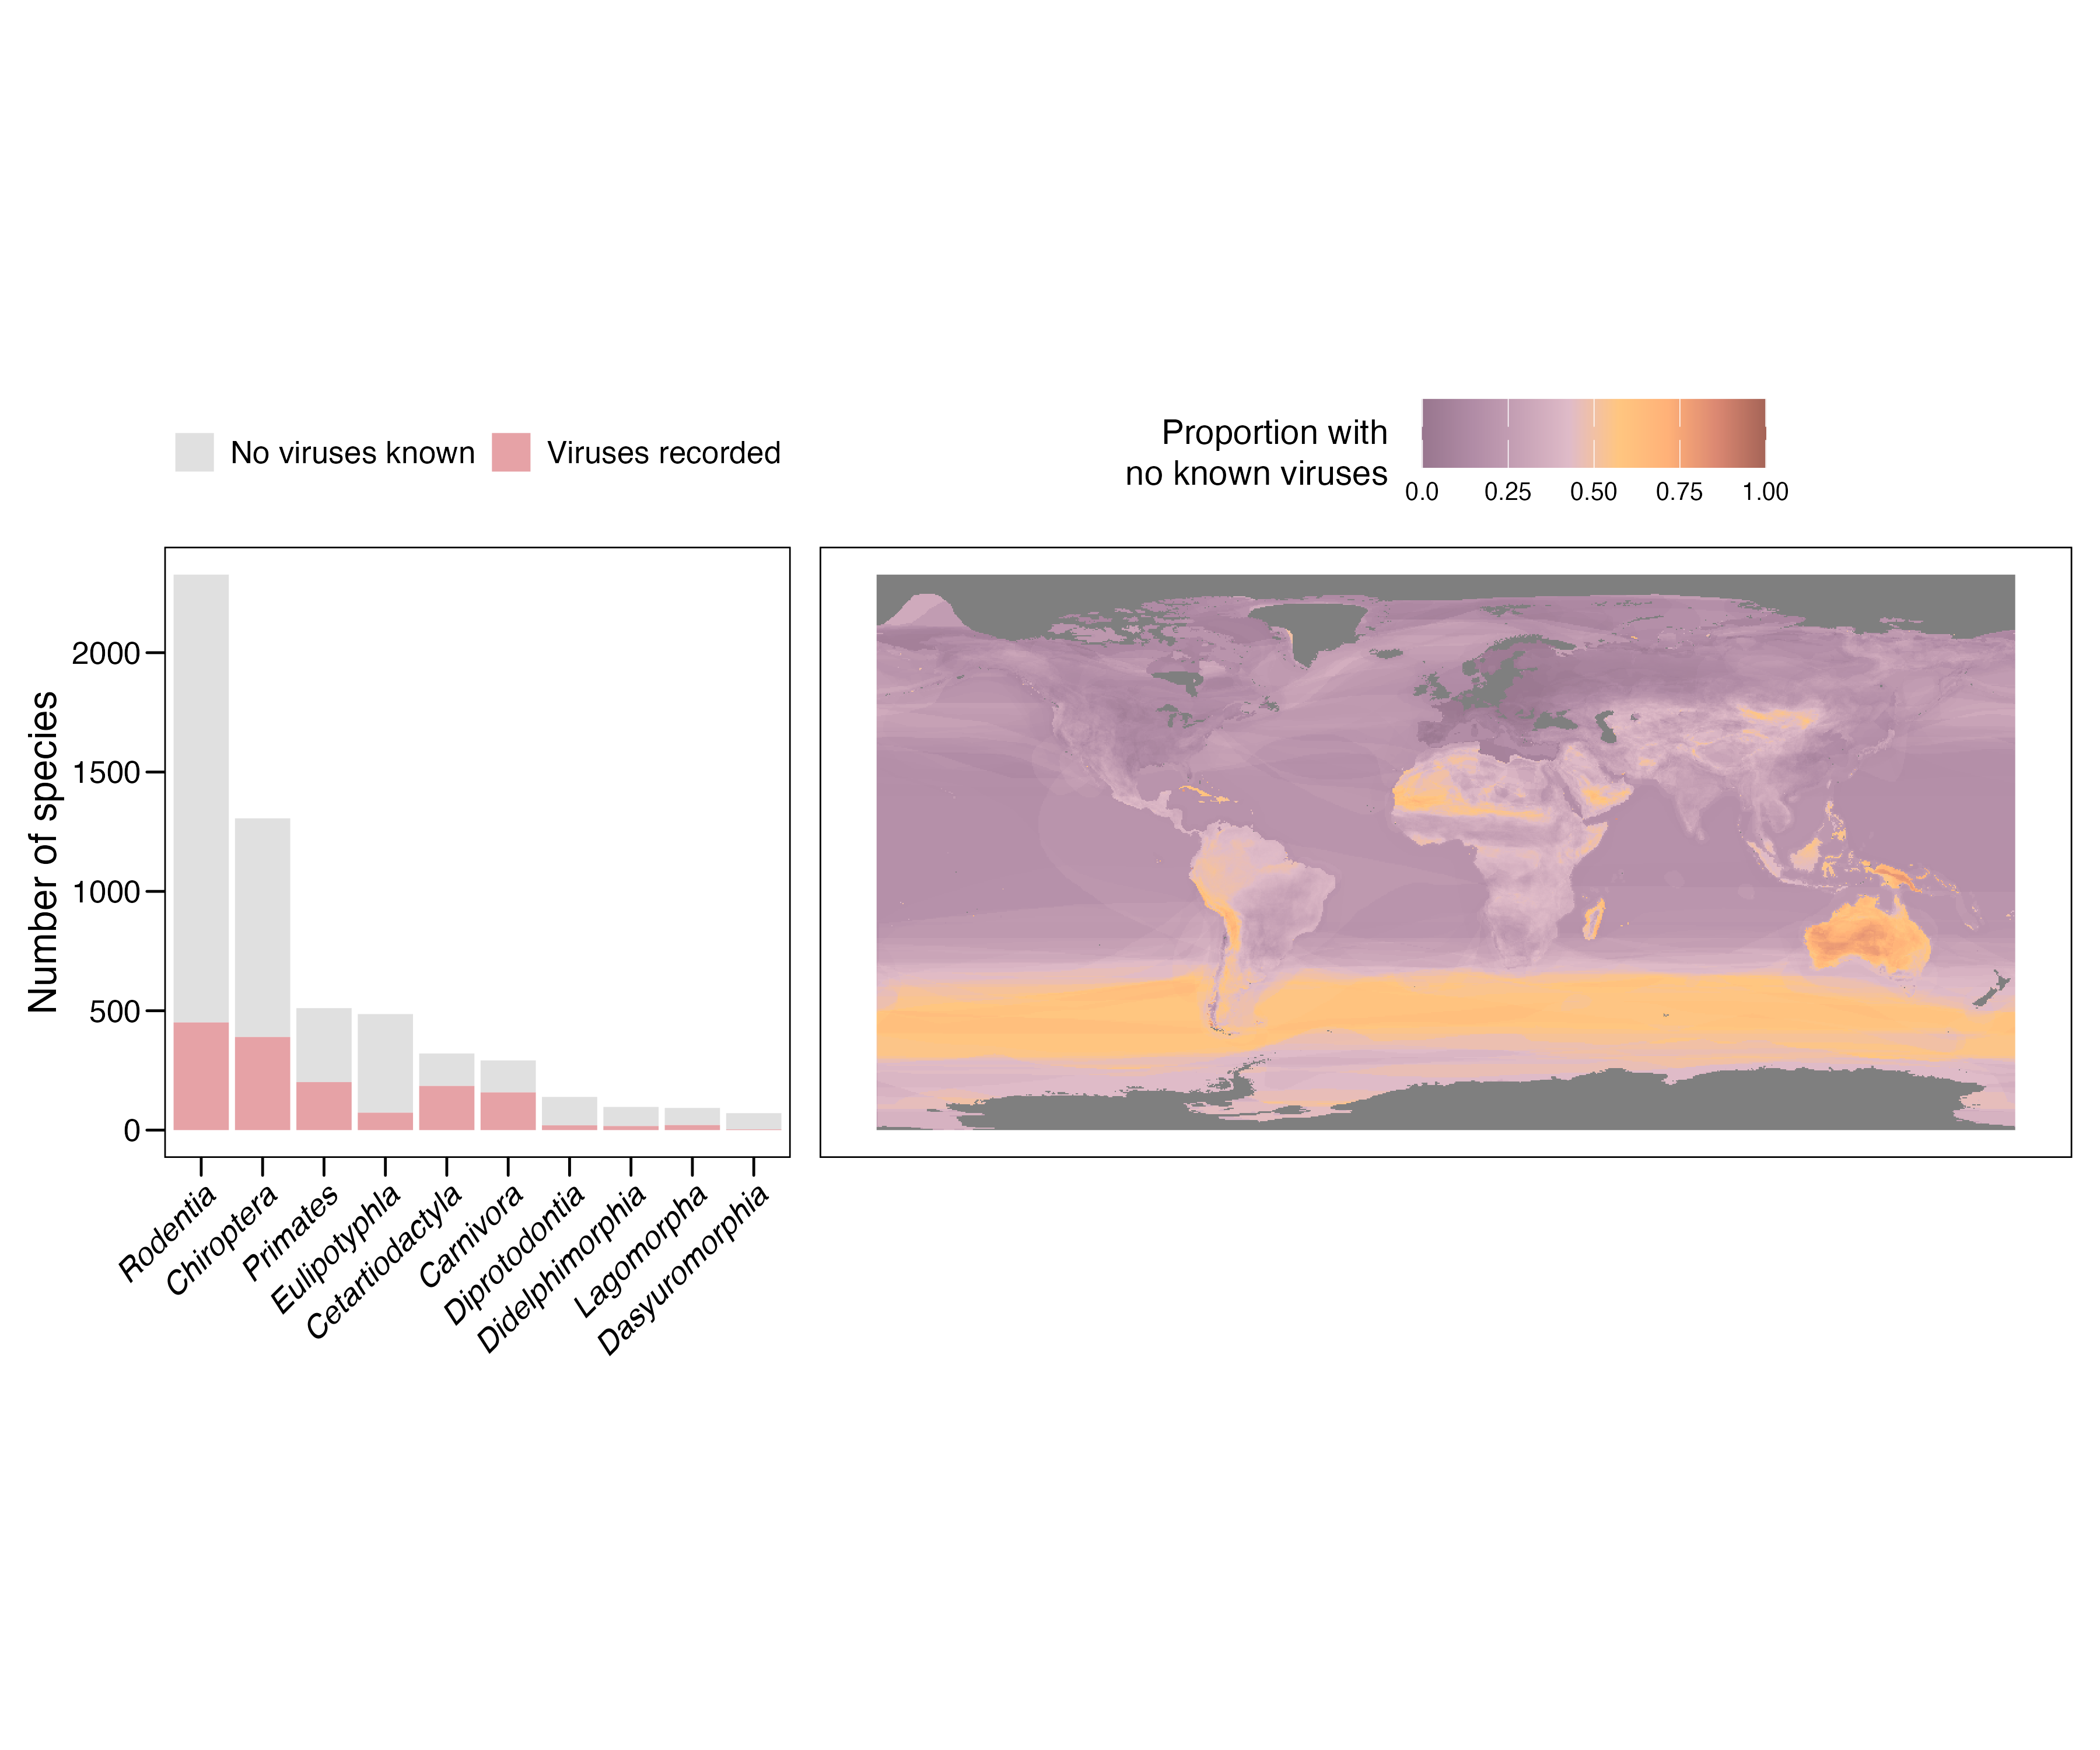 No viruses known
Viruses recorded
Proportion with
no known viruses
0.0 0.25 0.50 0.75 1.00
Number of species
2000
1500
1000
500
0
Rodentia
Chiroptera
Primates
Eulipotyphla
Cetartiodactyla
Carnivora
Diprotodontia
Didelphimorphia
Lagomorpha
Dasyuromorphia